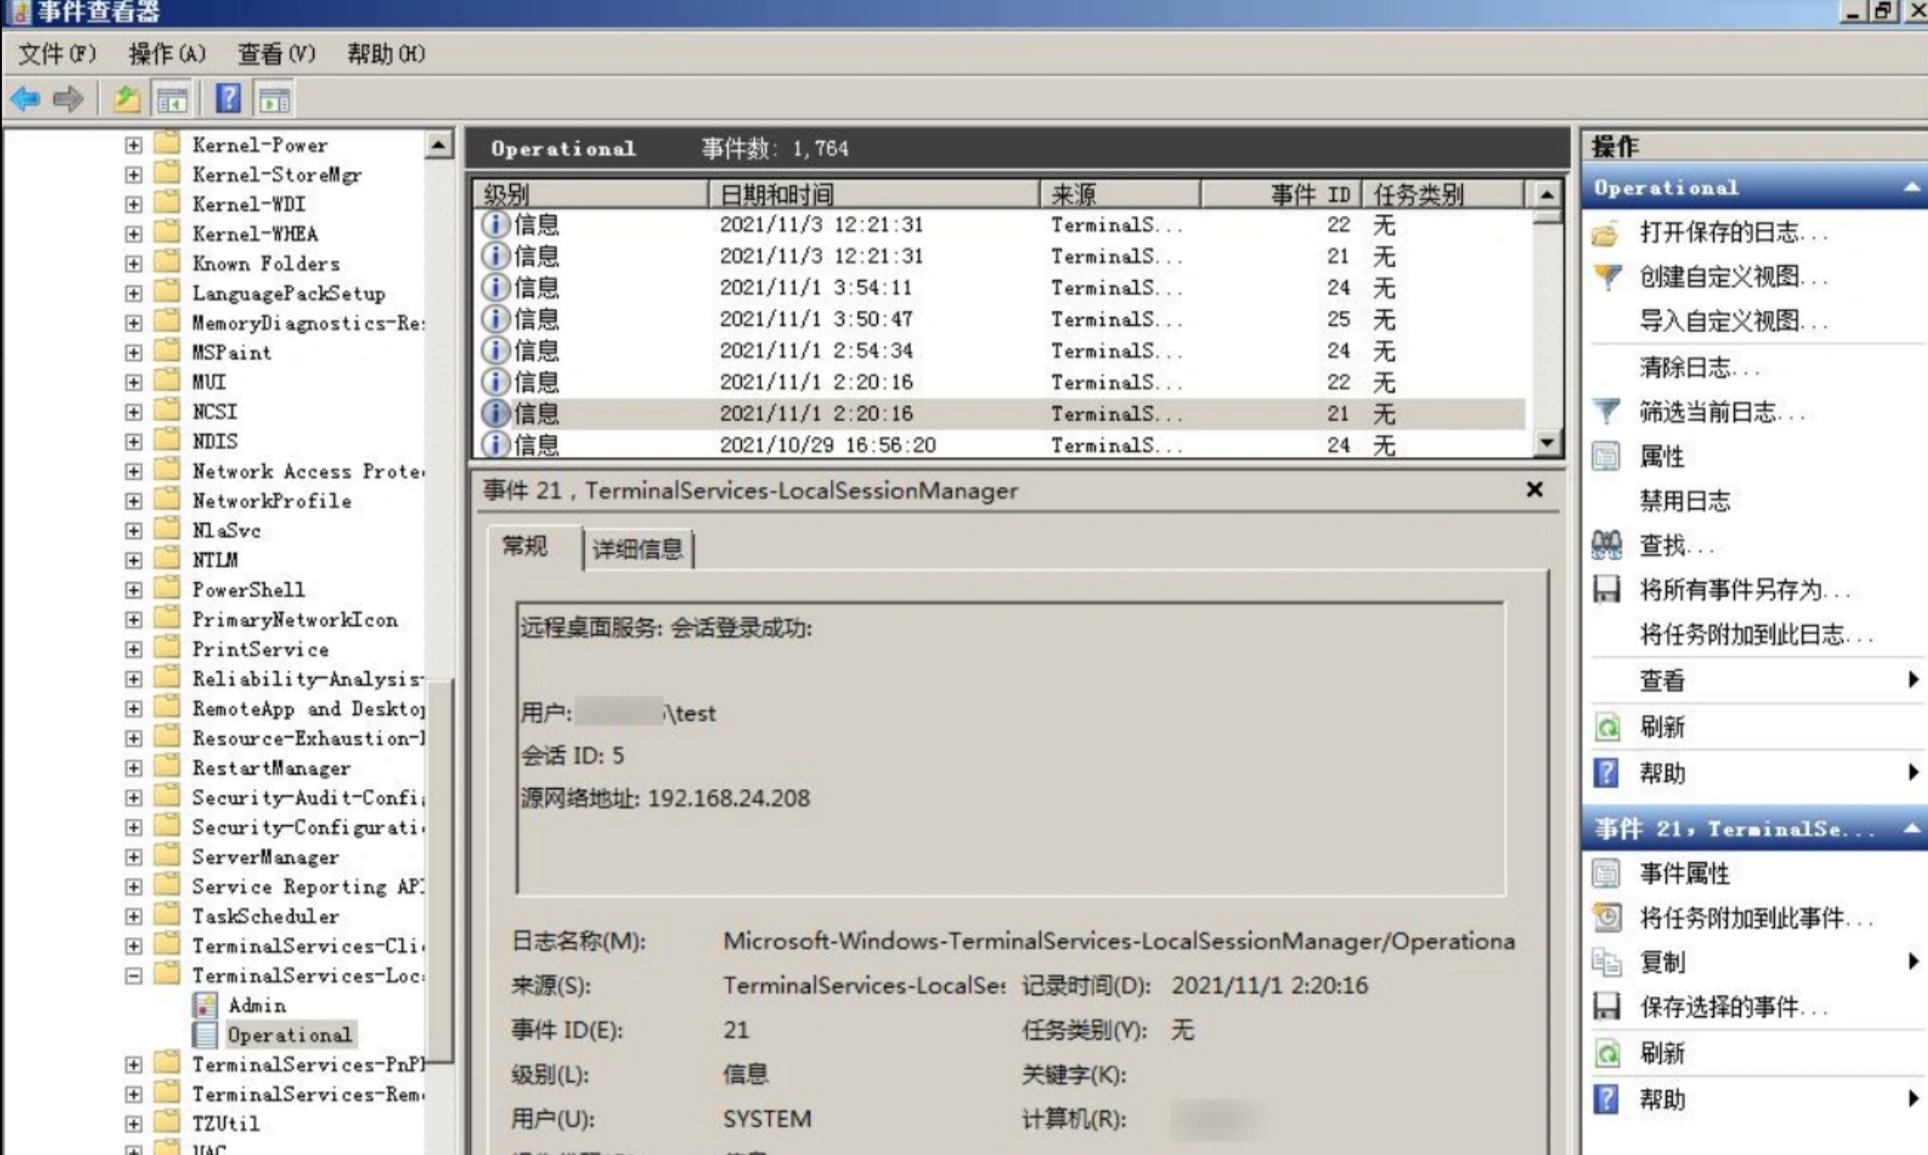 事件查看器
文件(F) 操作(A) 查看(V) 帮助(H)
Kernel-Power
Kernel-StoreMgr
Kernel-WDI
Kernel-WHEA
Known Folders
LanguagePackSetup
MemoryDiagnostics-Re
MSPaint
MUI
NCSI
NDIS
Network Access Prote
NetworkProfile
NlaSvc
NTLM
PowerShell
PrimaryNetworkIcon
PrintService
Reliability-Analysis
RemoteApp and Desktop
Resource-Exhaustion-
RestartManager
Security-Audit-Confi
Security-Configurati
ServerManager
Service Reporting AP
TaskScheduler
TerminalServices-Cli
TerminalServices-Loc
Admin
Operational
TerminalServices-PnP
TerminalServices-Rem
TZUtil
UAC
Operational 事件数: 1,764
级别 日期和时间 来源 事件 ID 任务类别
信息 2021/11/3 12:21:31 TerminalS... 22 无
信息 2021/11/3 12:21:31 TerminalS... 21 无
信息 2021/11/1 3:54:11 TerminalS... 24 无
信息 2021/11/1 3:50:47 TerminalS... 25 无
信息 2021/11/1 2:54:34 TerminalS... 24 无
信息 2021/11/1 2:20:16 TerminalS... 22 无
信息 2021/11/1 2:20:16 TerminalS... 21 无
信息 2021/10/29 16:56:20 TerminalS... 24 无
事件 21，TerminalServices-LocalSessionManager
常规 详细信息
远程桌面服务: 会话登录成功:
用户: \test
会话 ID: 5
源网络地址: 192.168.24.208
日志名称(M): Microsoft-Windows-TerminalServices-LocalSessionManager/Operationa
来源(S): TerminalServices-LocalSe 记录时间(D): 2021/11/1 2:20:16
事件 ID(E): 21 任务类别(Y): 无
级别(L): 信息 关键字(K):
用户(U): SYSTEM 计算机(R):
操作
Operational
打开保存的日志...
创建自定义视图...
导入自定义视图...
清除日志...
筛选当前日志...
属性
禁用日志
查找...
将所有事件另存为...
将任务附加到此日志...
查看
刷新
帮助
事件 21，TerminalSe...
事件属性
将任务附加到此事件...
复制
保存选择的事件...
刷新
帮助